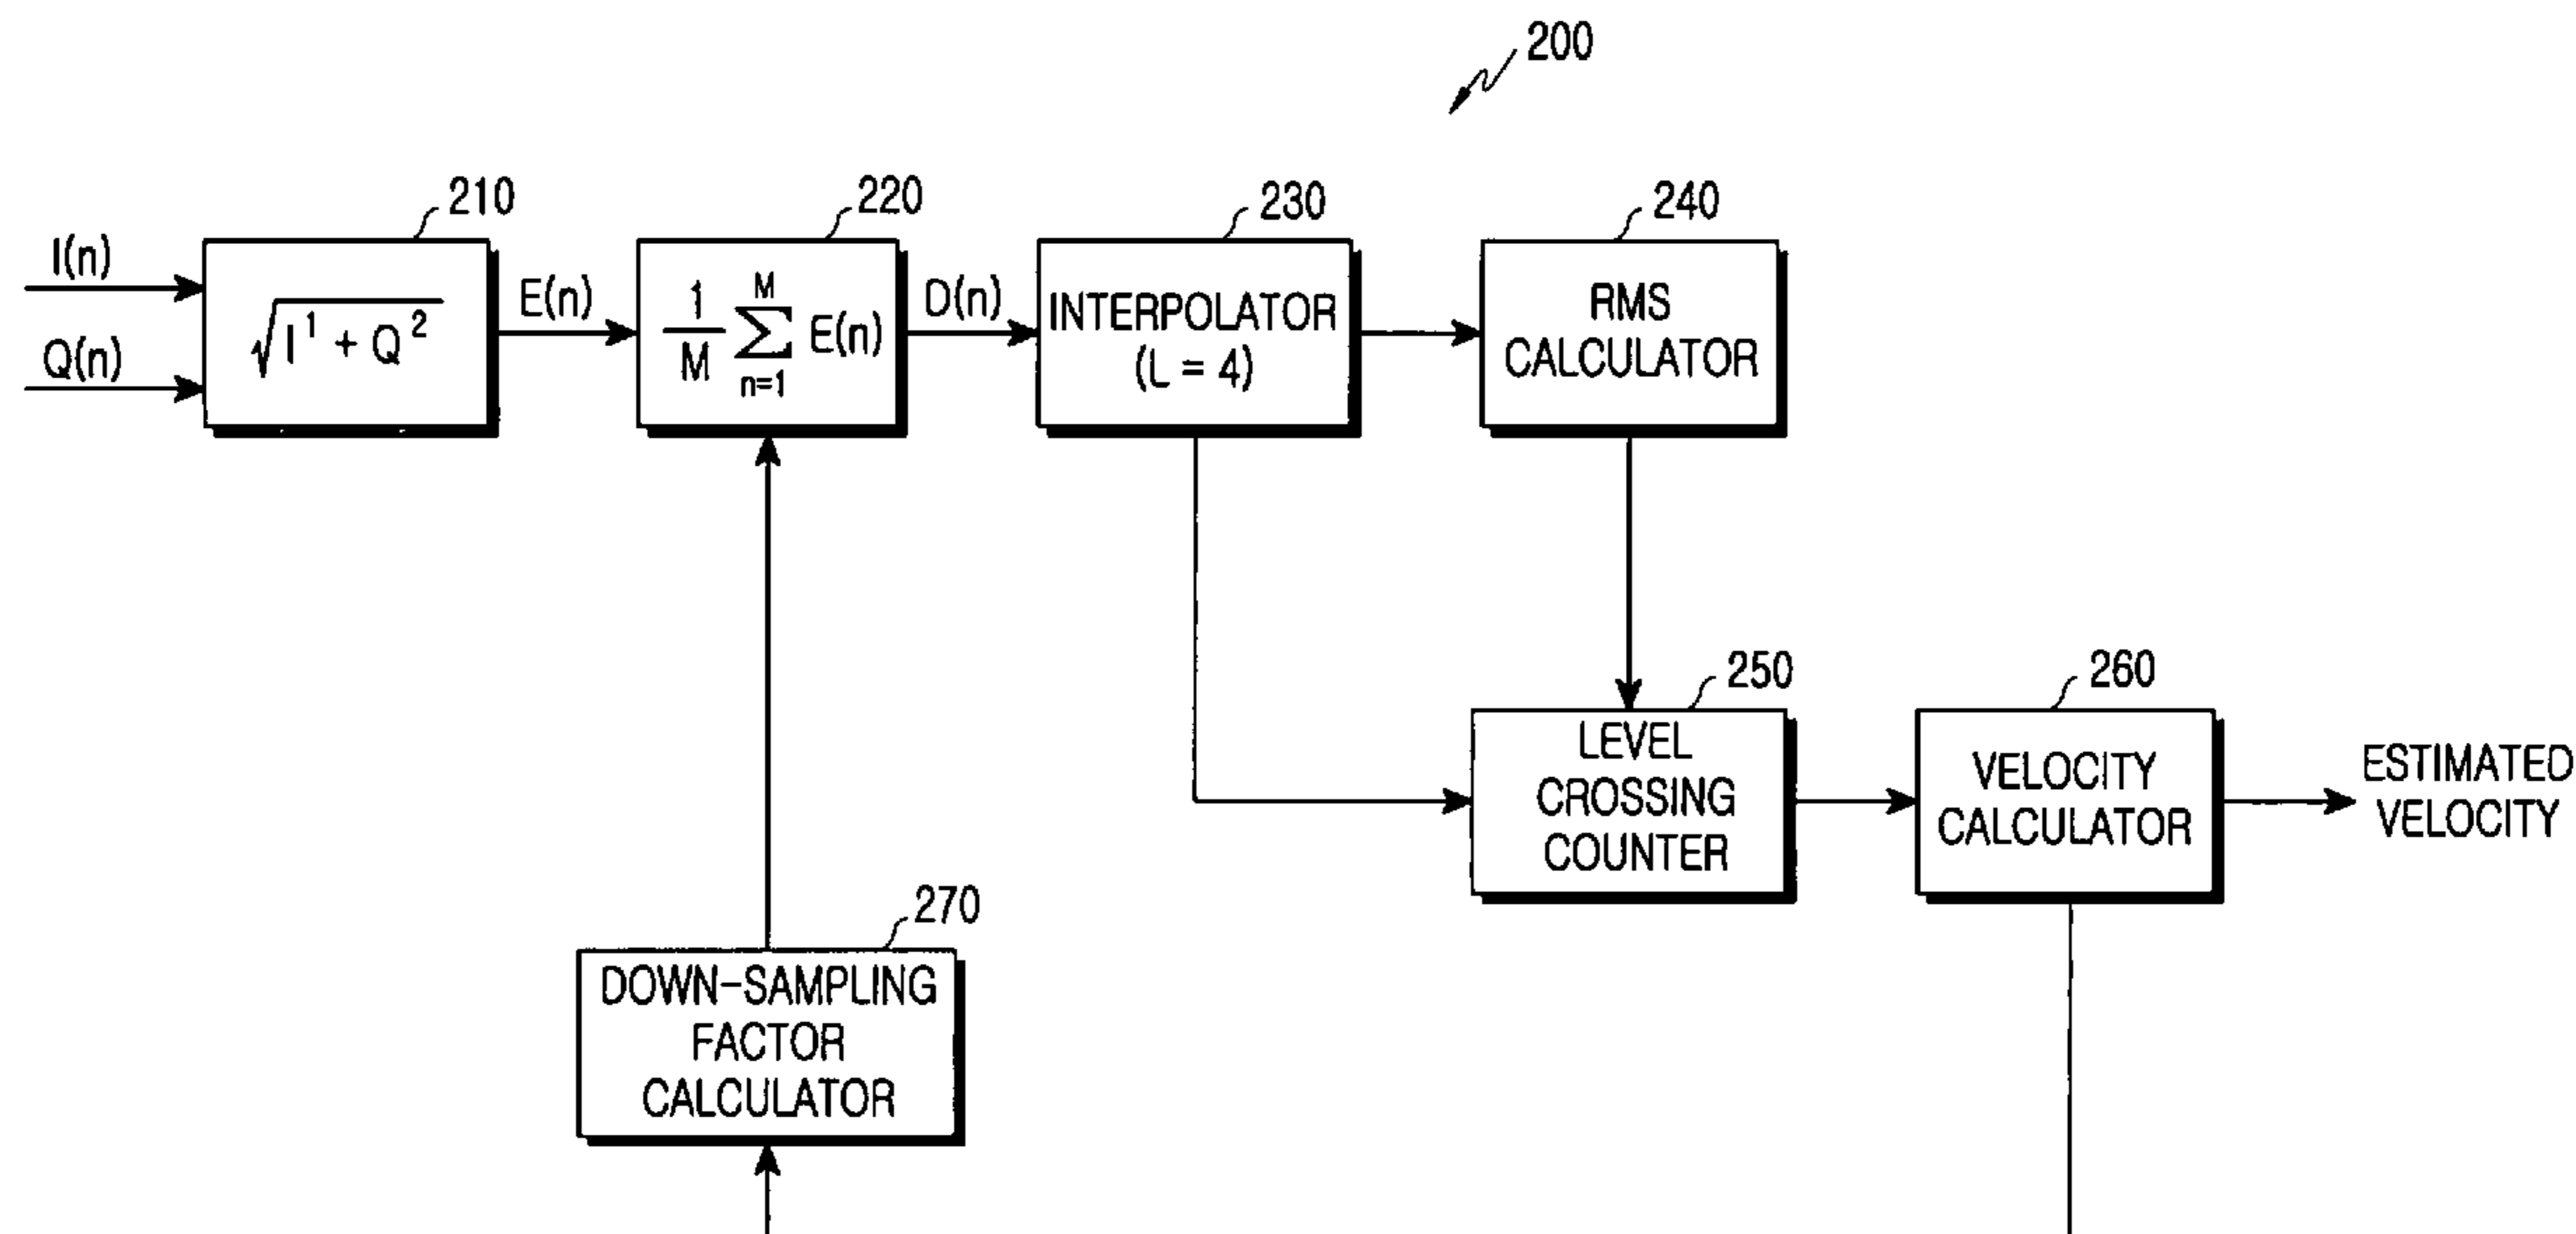 200
210
220
230
240
I(n)
Q(n)
√I¹ + Q²
E(n)
1/M ∑ₙ₌₁ᴹ E(n)
D(n)
INTERPOLATOR
(L = 4)
RMS
CALCULATOR
250
260
LEVEL
CROSSING
COUNTER
VELOCITY
CALCULATOR
ESTIMATED
VELOCITY
270
DOWN-SAMPLING
FACTOR
CALCULATOR